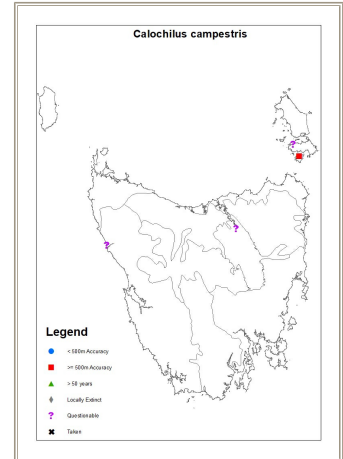 Calochilus campestris
?
?
?
Legend
< 500m Accuracy
>= 500m Accuracy
> 50 years
Locally Extinct
? Questionable
Taken